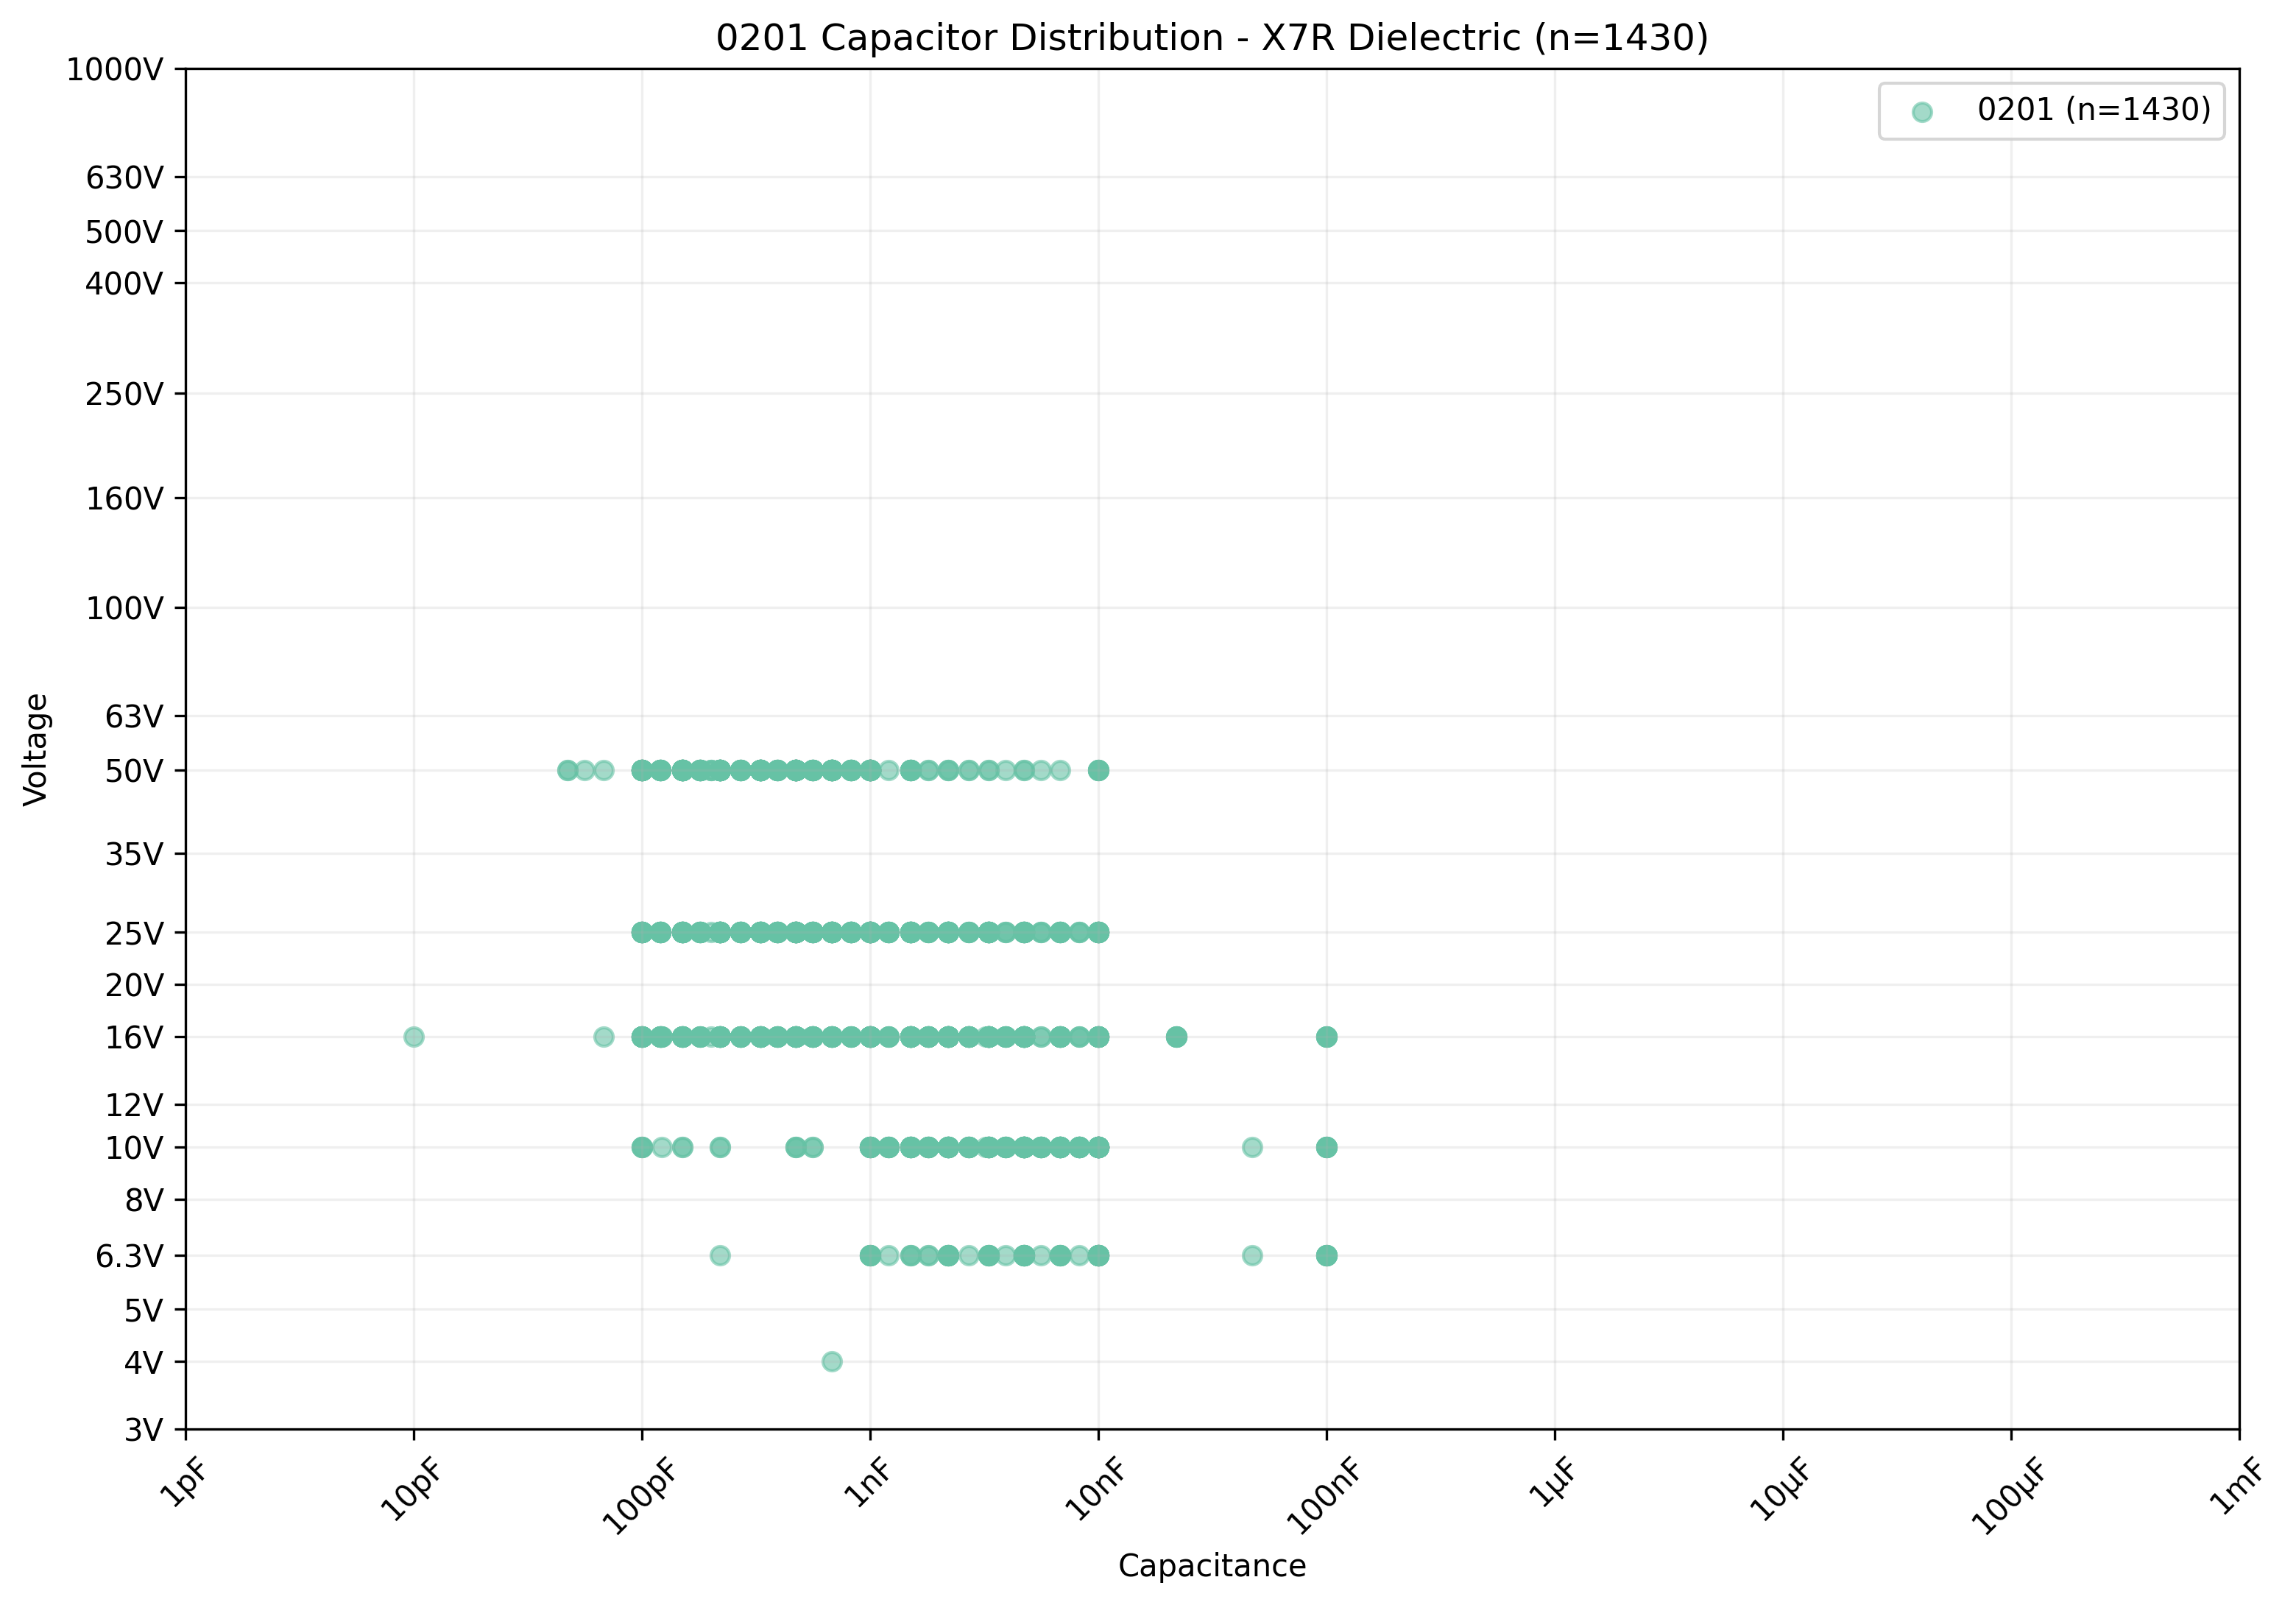 0201 Capacitor Distribution - X7R Dielectric (n=1430)
0201 (n=1430)
Voltage
1000V
630V
500V
400V
250V
160V
100V
63V
50V
35V
25V
20V
16V
12V
10V
8V
6.3V
5V
4V
3V
1pF
10pF
100pF
1nF
10nF
100nF
1µF
10µF
100µF
1mF
Capacitance